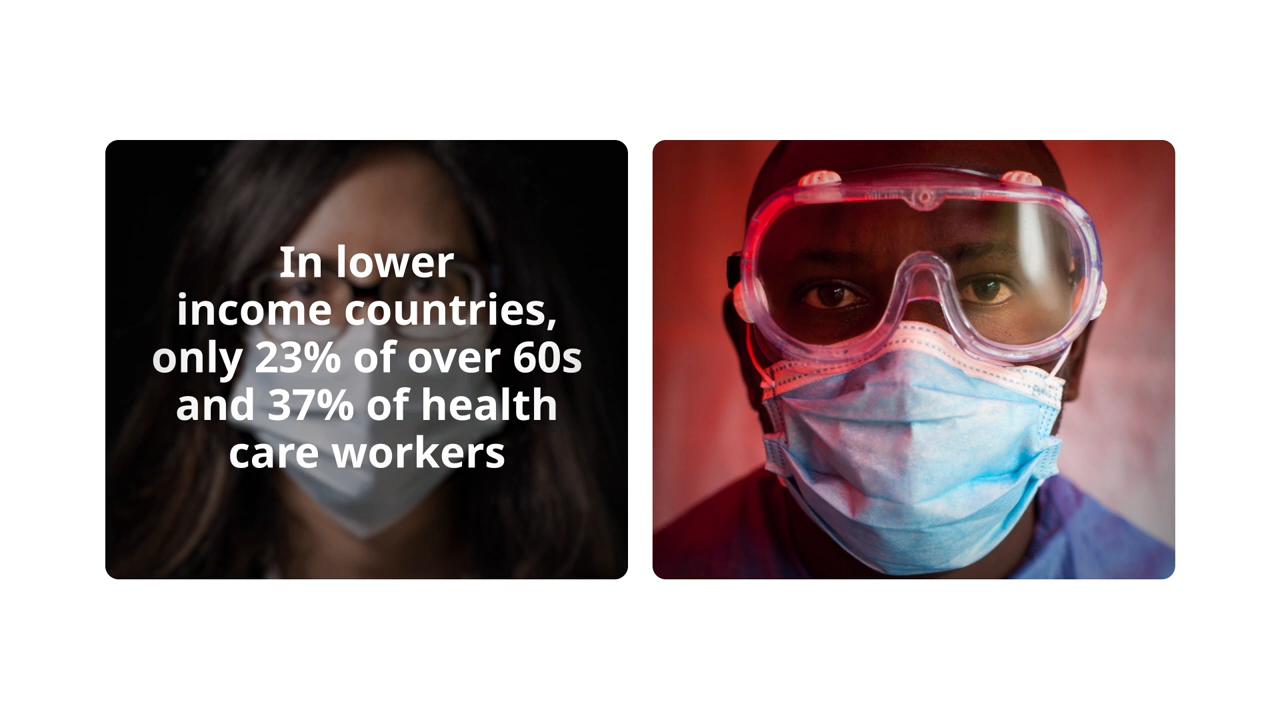 In lower
income countries,
only 23% of over 60s
and 37% of health
care workers